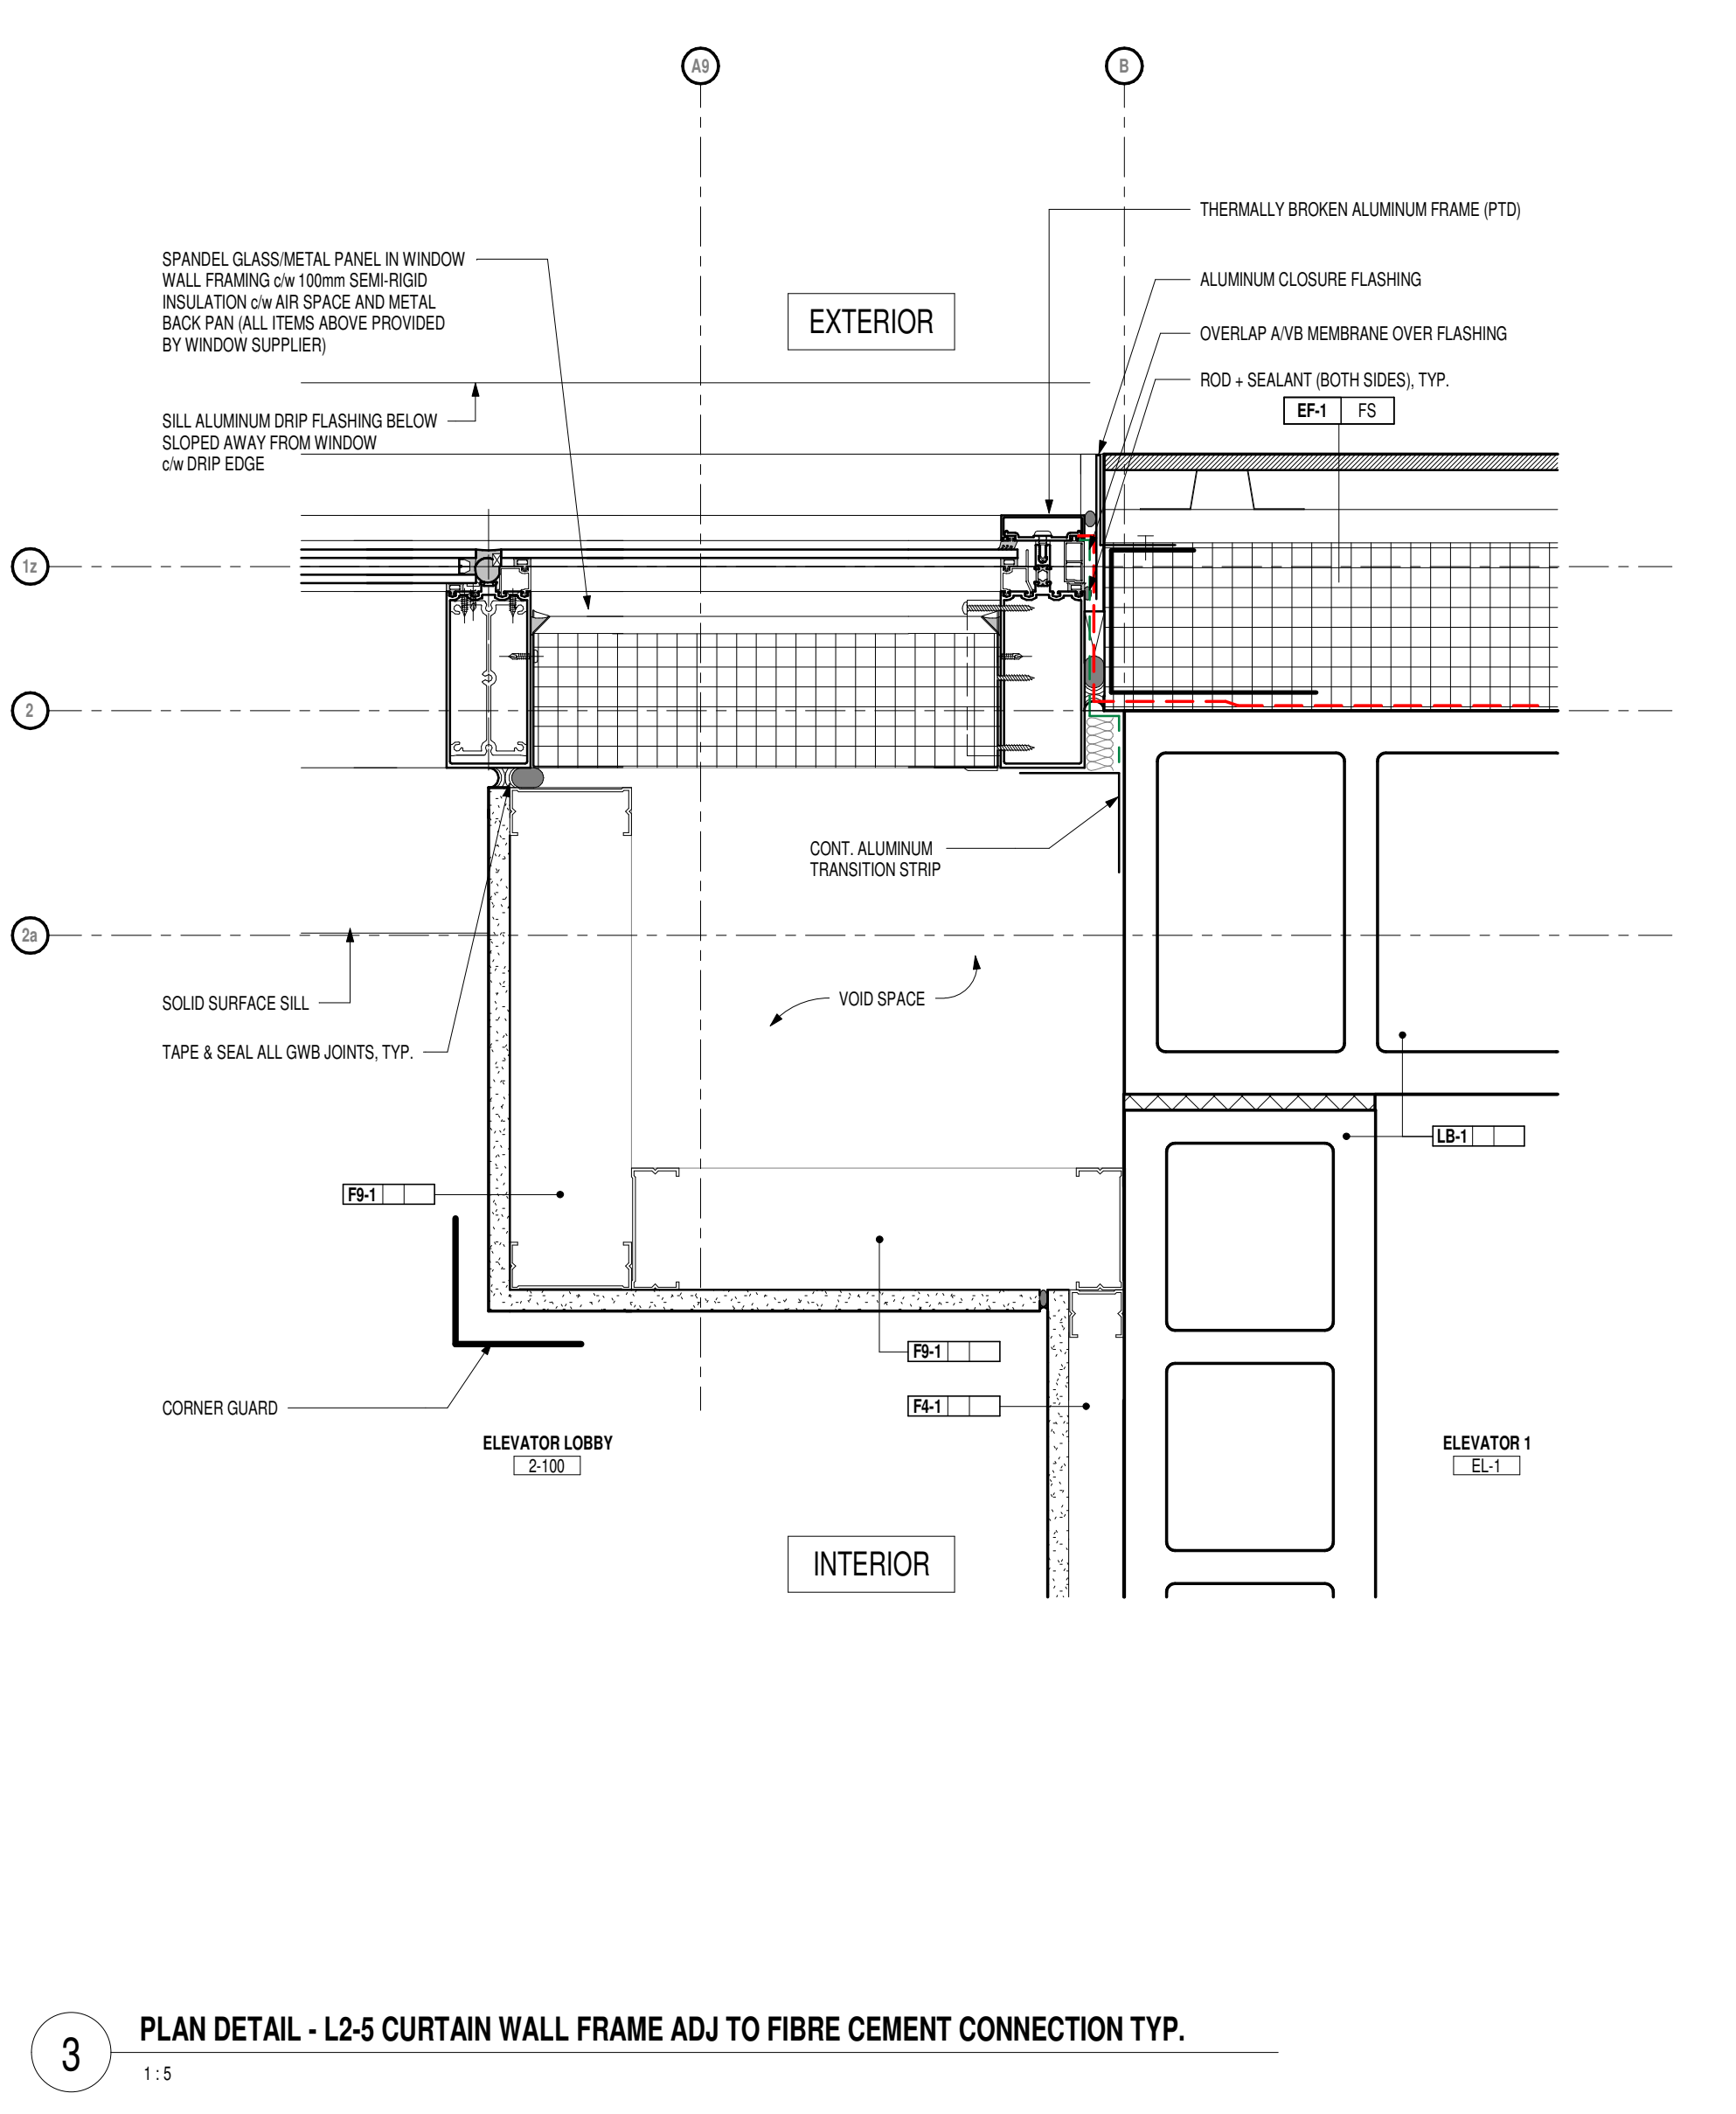 A9
B
THERMALLY BROKEN ALUMINUM FRAME (PTD)
SPANDEL GLASS/METAL PANEL IN WINDOW
WALL FRAMING c/w 100mm SEMI-RIGID
INSULATION c/w AIR SPACE AND METAL
BACK PAN (ALL ITEMS ABOVE PROVIDED
BY WINDOW SUPPLIER)
ALUMINUM CLOSURE FLASHING
EXTERIOR
OVERLAP A/VB MEMBRANE OVER FLASHING
ROD + SEALANT (BOTH SIDES), TYP.
EF-1 FS
SILL ALUMINUM DRIP FLASHING BELOW
SLOPED AWAY FROM WINDOW
c/w DRIP EDGE
1z
2
CONT. ALUMINUM
TRANSITION STRIP
2a
SOLID SURFACE SILL
VOID SPACE
TAPE & SEAL ALL GWB JOINTS, TYP.
LB-1
F9-1
F9-1
CORNER GUARD
F4-1
ELEVATOR LOBBY
2-100
ELEVATOR 1
EL-1
INTERIOR
3
PLAN DETAIL - L2-5 CURTAIN WALL FRAME ADJ TO FIBRE CEMENT CONNECTION TYP.
1 : 5